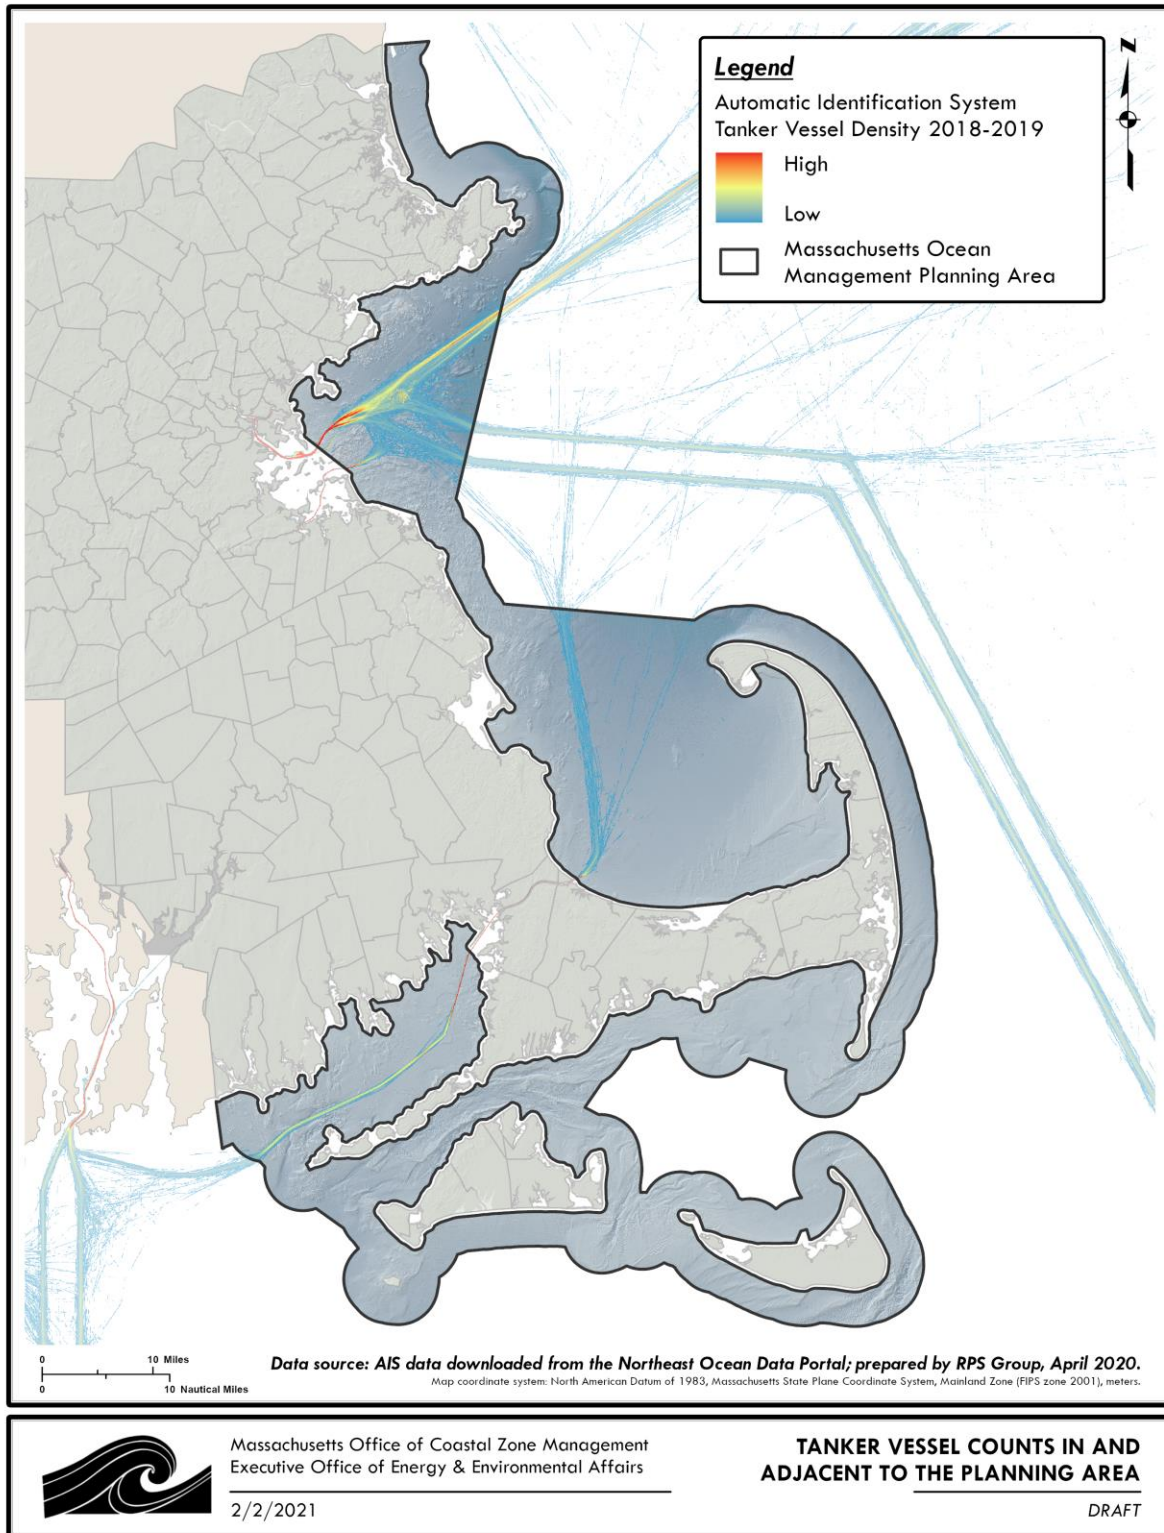 Legend
Automatic Identification System
Tanker Vessel Density 2018-2019
High
Low
Massachusetts Ocean
Management Planning Area
N
0 10 Miles
0 10 Nautical Miles
Data source: AIS data downloaded from the Northeast Ocean Data Portal; prepared by RPS Group, April 2020.
Map coordinate system: North American Datum of 1983, Massachusetts State Plane Coordinate System, Mainland Zone (FIPS zone 2001), meters.
Massachusetts Office of Coastal Zone Management
Executive Office of Energy & Environmental Affairs
2/2/2021
TANKER VESSEL COUNTS IN AND
ADJACENT TO THE PLANNING AREA
DRAFT